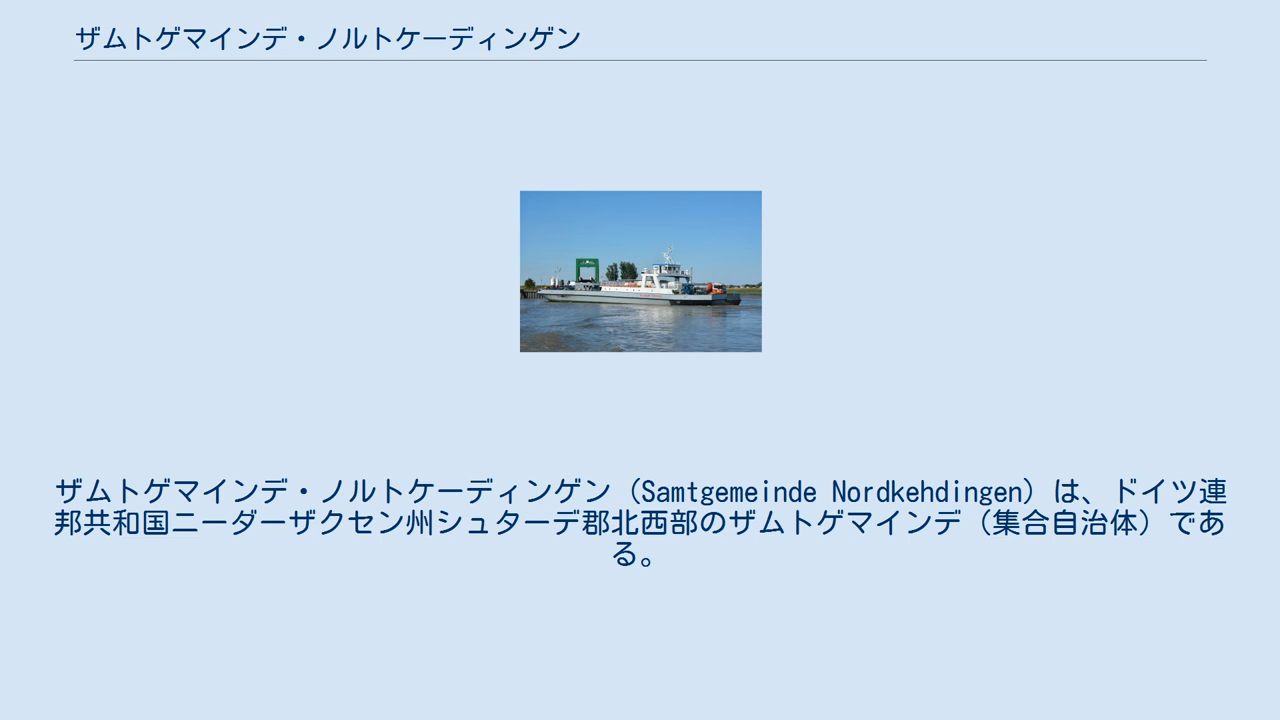 ザムトゲマインデ・ノルトケーディンゲン
ザムトゲマインデ・ノルトケーディンゲン（Samtgemeinde Nordkehdingen）は、ドイツ連
邦共和国ニーダーザクセン州シュターデ郡北西部のザムトゲマインデ（集合自治体）であ
る。